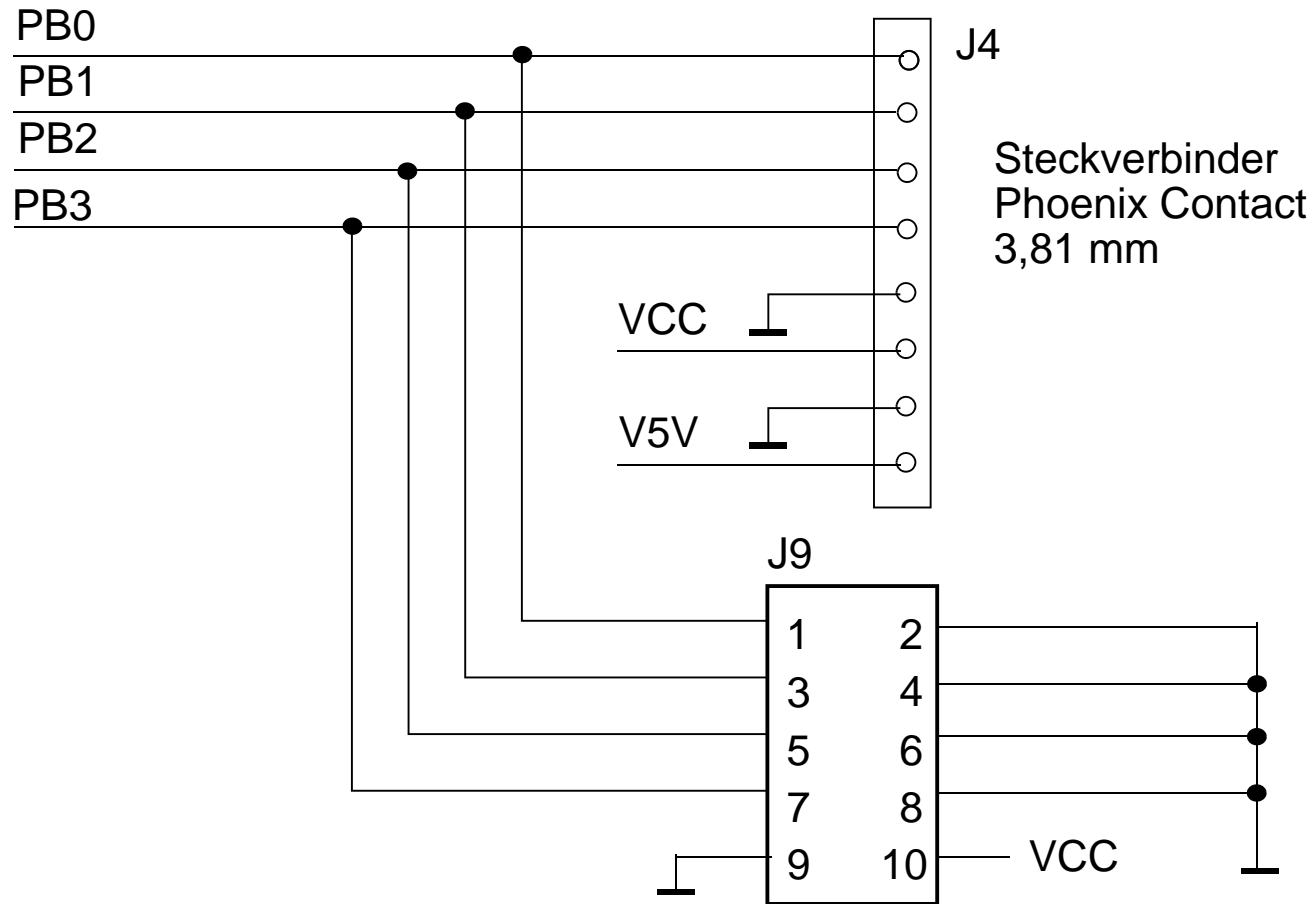 PB0
J4
PB1
PB2
Steckverbinder
Phoenix Contact
3,81 mm
PB3
VCC
V5V
J9
1 2
3 4
5 6
7 8
9 10 VCC